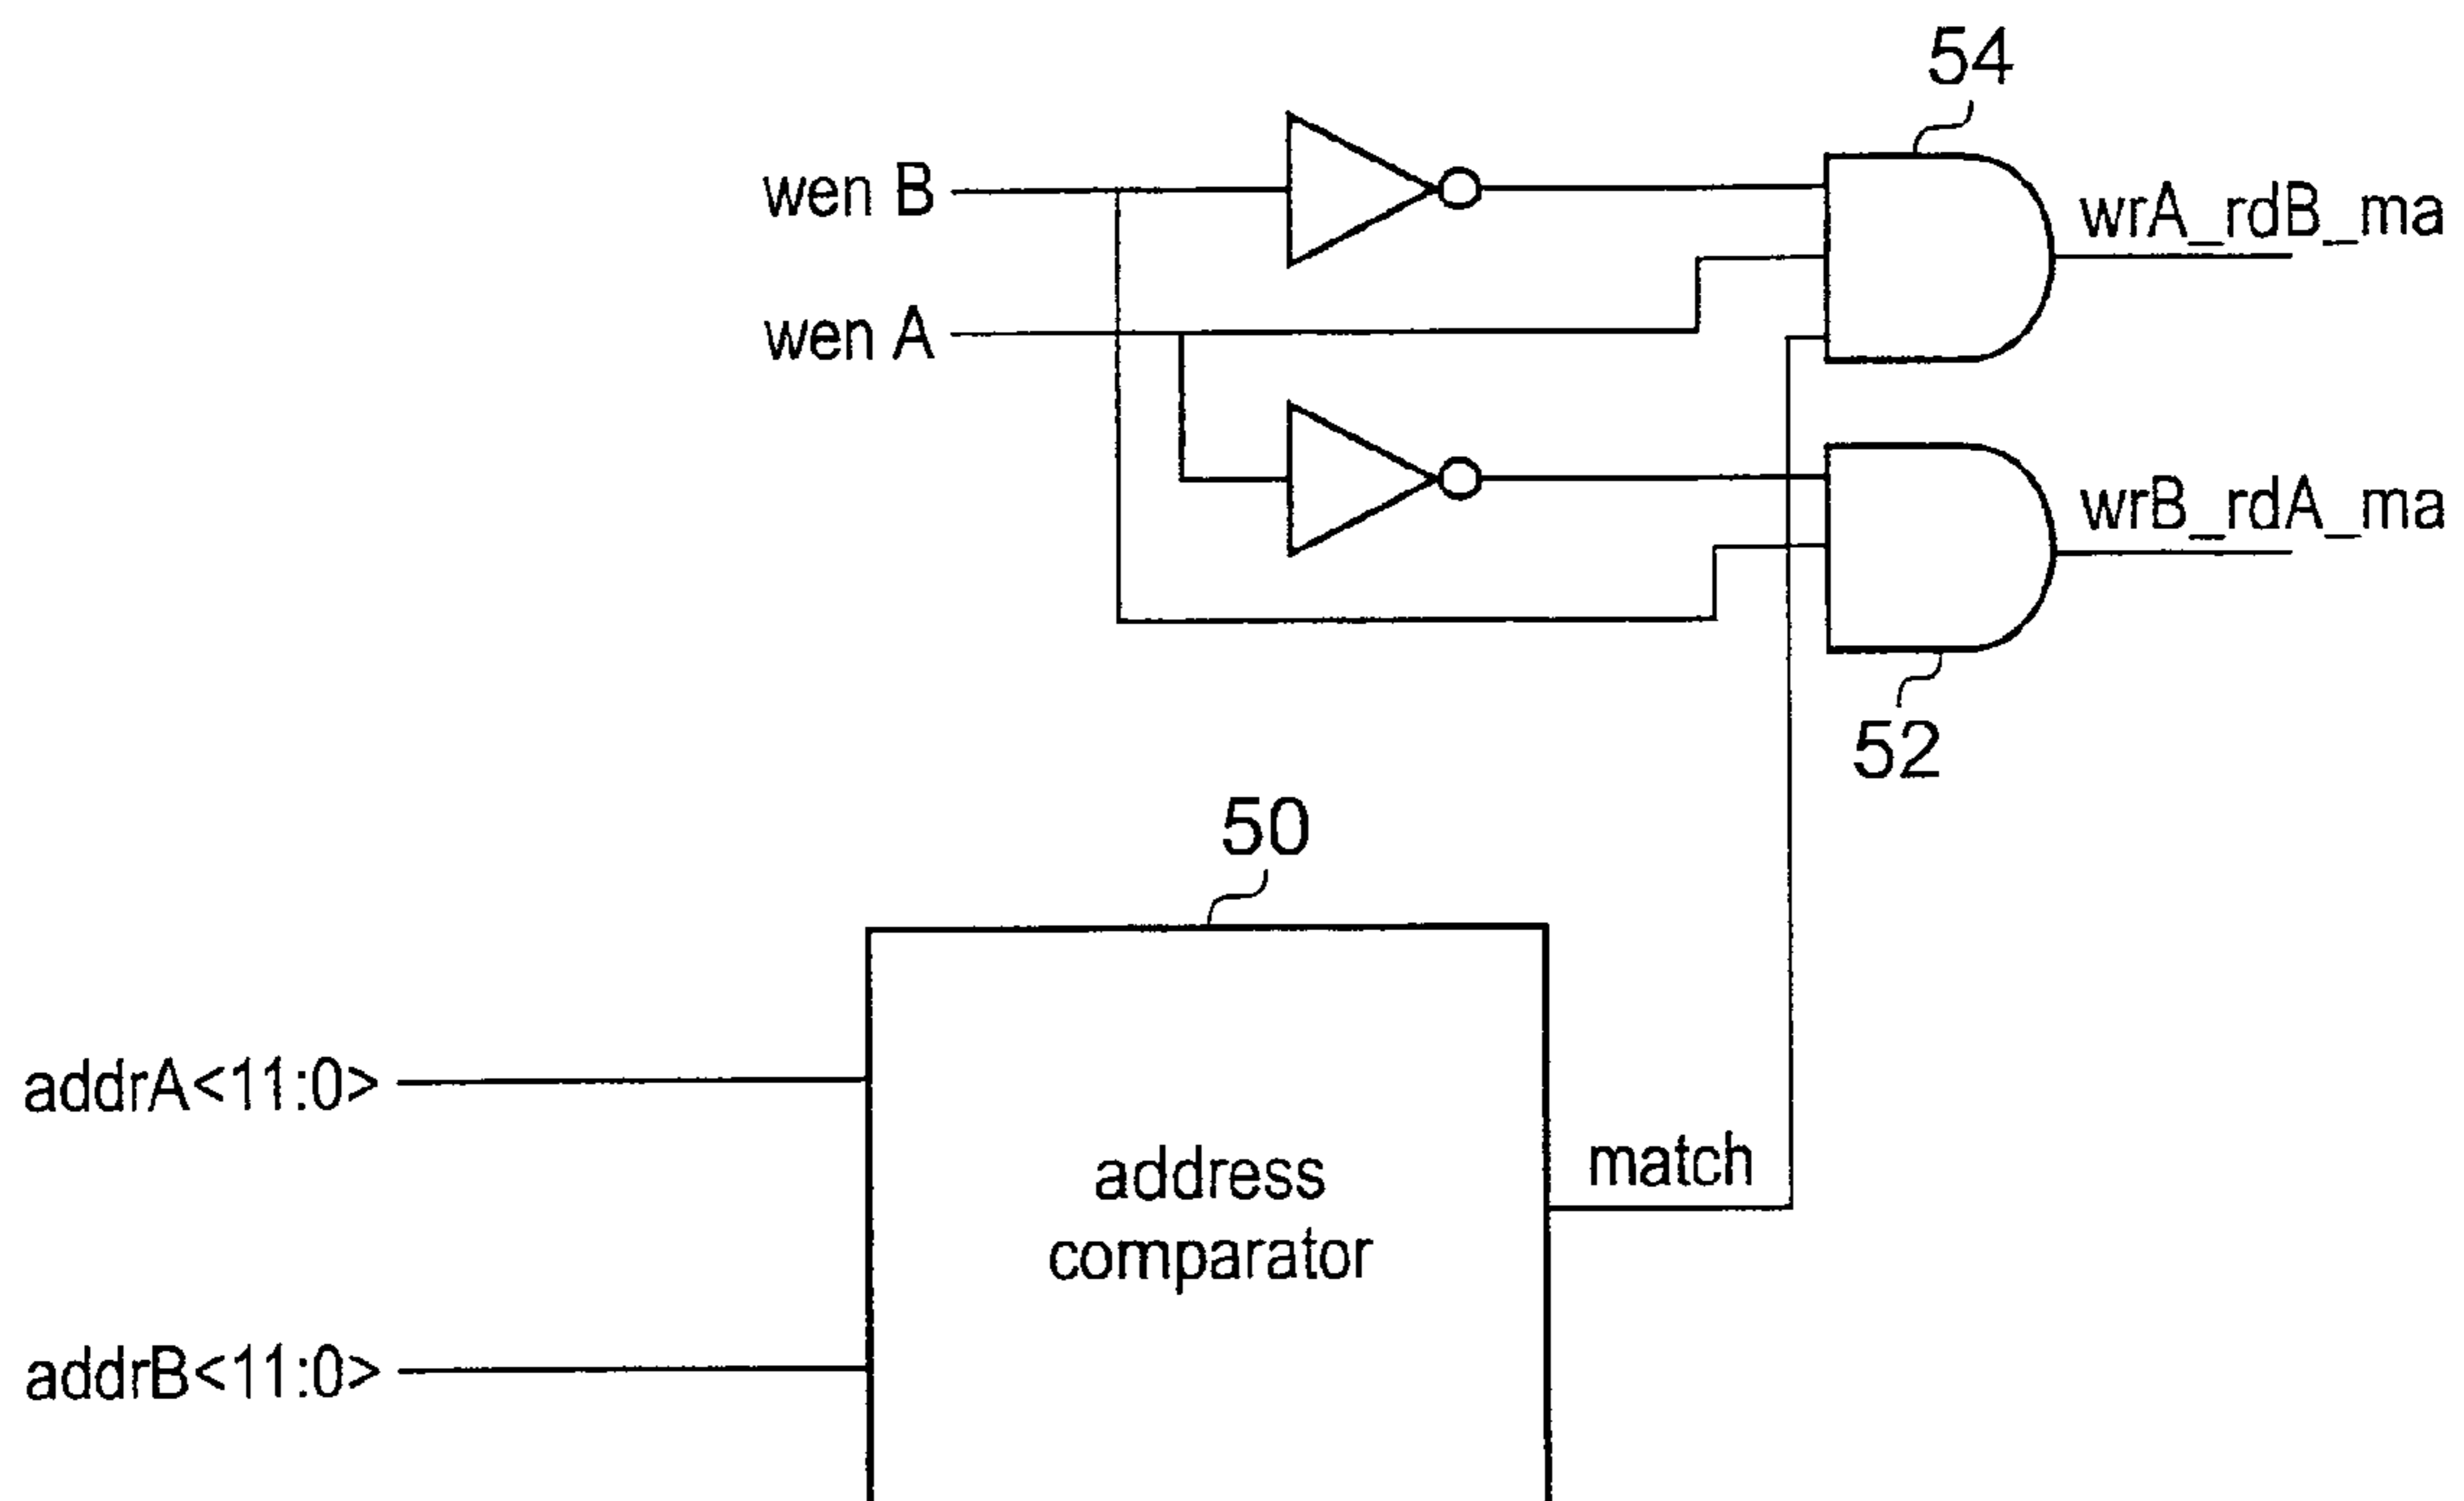 54
wen B
wrA_rdB_ma
wen A
wrB_rdA_ma
52
50
addrA<11:0>
match
address
comparator
addrB<11:0>